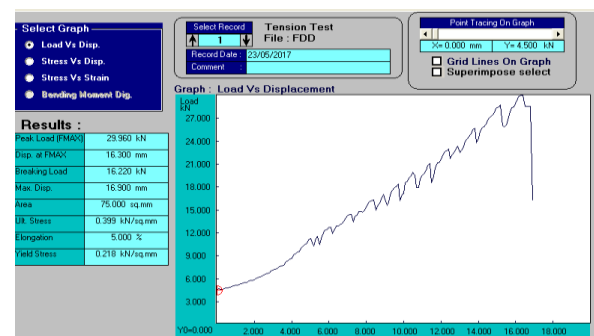 Select Graph
Load Vs Disp.
Stress Vs Disp.
Stress Vs Strain
Bending Moment Dig.
Results :
Peak Load (FMAX) 29.960 kN
Disp. at FMAX 16.300 mm
Breaking Load 16.220 kN
Max. Disp. 16.900 mm
Area 75.000 sq.mm
Ult. Stress 0.399 kN/sq.mm
Elongation 5.000 %
Yield Stress 0.218 kN/sq.mm
Select Record
1
Tension Test
File : FDD
Record Date : 23/05/2017
Comment :
Point Tracing On Graph
X= 0.000 mm Y= 4.500 kN
Grid Lines On Graph
Superimpose select
Graph : Load Vs Displacement
Load
kN
27.000
24.000
21.000
18.000
15.000
12.000
9.000
6.000
3.000
Y0=0.000 2.000 4.000 6.000 8.000 10.000 12.000 14.000 16.000 18.000